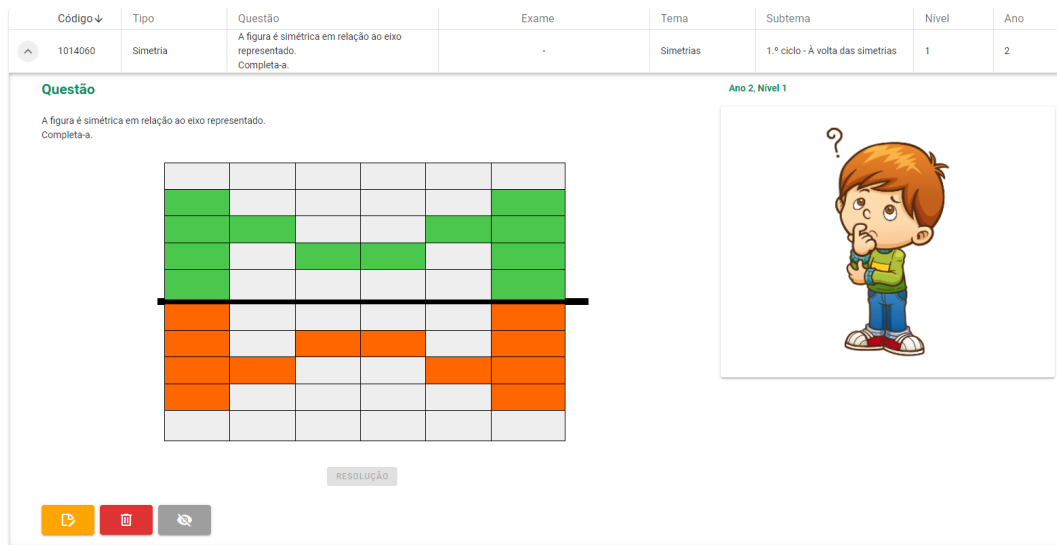 Código Tipo Questão Exame Tema Subtema Nível Ano
1014060 Simetria A figura é simétrica em relação ao eixo representado. Completa-a. - Simetrias 1.º ciclo - À volta das simetrias 1 2
Questão
Ano 2, Nível 1
A figura é simétrica em relação ao eixo representado.
Completa-a.
RESOLUÇÃO